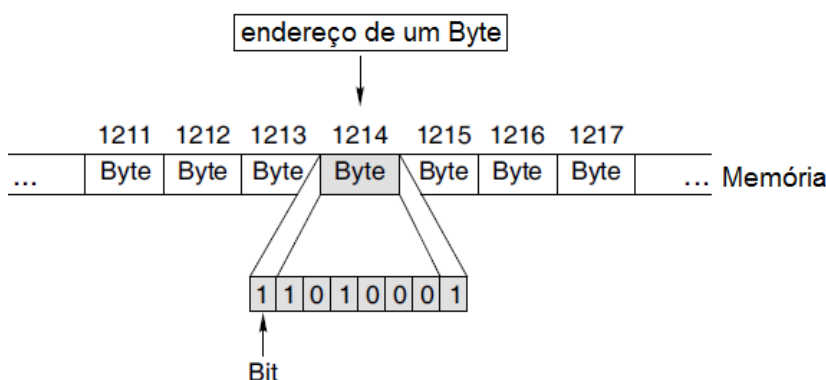 endereço de um Byte
1211 1212 1213 1214 1215 1216 1217
... Byte Byte Byte Byte Byte Byte Byte ... Memória
1 1 0 1 0 0 0 1
Bit